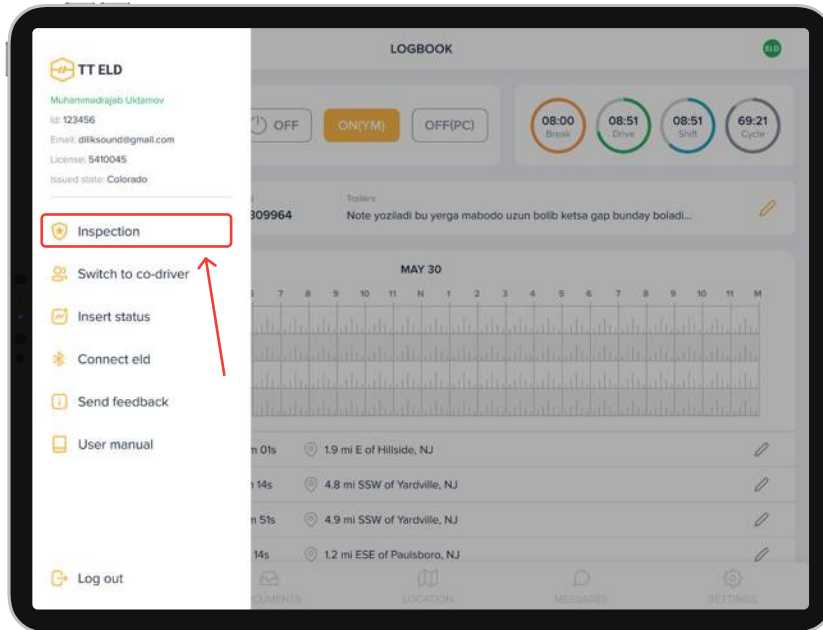 LOGBOOK
ELD
TT ELD
Muhammadrajab Uktamov
Id: 123456
Email: diliksound@gmail.com
License: 5410045
Issued state: Colorado
OFF
ON(YM)
OFF(PC)
08:00
Break
08:51
Drive
08:51
Shift
69:21
Cycle
Trailers
309964
Note yoziladi bu yerga mabodo uzun bolib ketsa gap bunday boladi...
Inspection
Switch to co-driver
Insert status
Connect eld
Send feedback
User manual
Log out
MAY 30
7 8 9 10 11 N 1 2 3 4 5 6 7 8 9 10 11 M
01s
1.9 mi E of Hillside, NJ
14s
4.8 mi SSW of Yardville, NJ
51s
4.9 mi SSW of Yardville, NJ
14s
1.2 mi ESE of Paulsboro, NJ
LOCATION
MESSAGES
SETTINGS